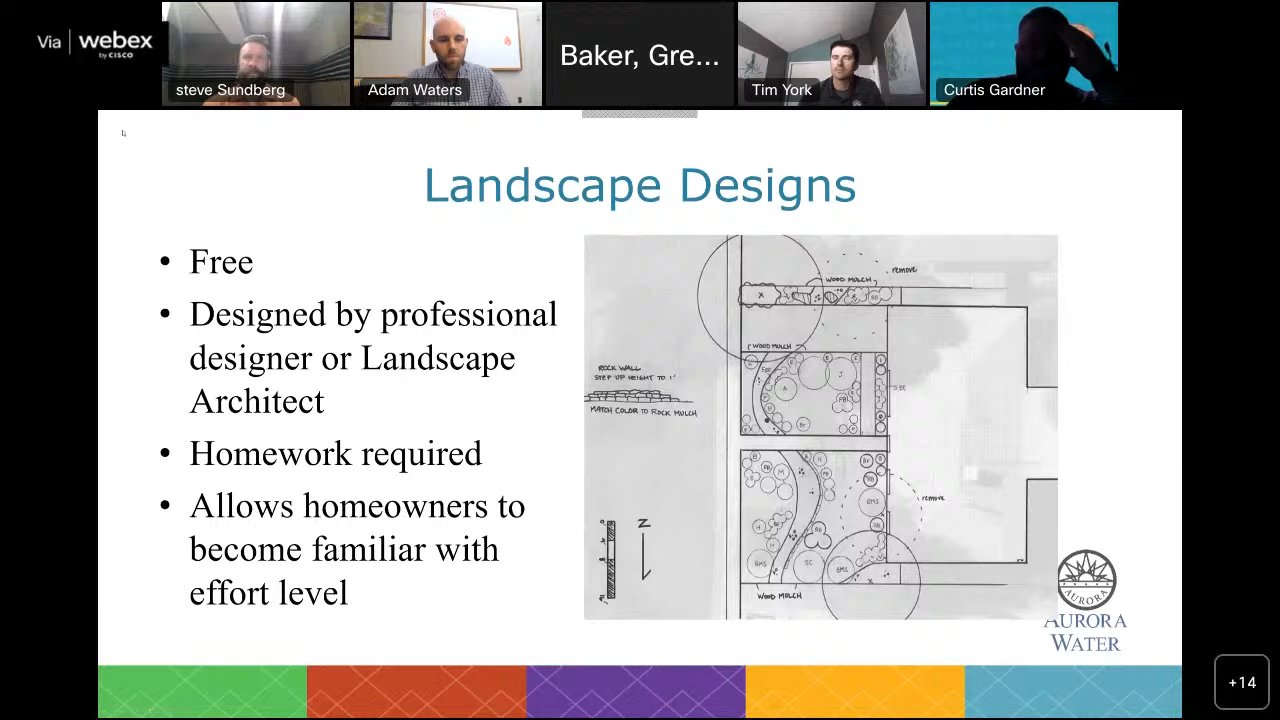 Via webex
by CISCO
steve Sundberg
Adam Waters
Baker, Gre...
Tim York
Curtis Gardner
Landscape Designs
• Free
• Designed by professional
designer or Landscape
Architect
• Homework required
• Allows homeowners to
become familiar with
effort level
remove
WOOD MULCH
WOOD MULCH
ROCK WALL
STEP UP HEIGHT TO 1'
MATCH COLOR TO ROCK MULCH
remove
Z
WOOD MULCH
AURORA
AURORA
WATER
+14